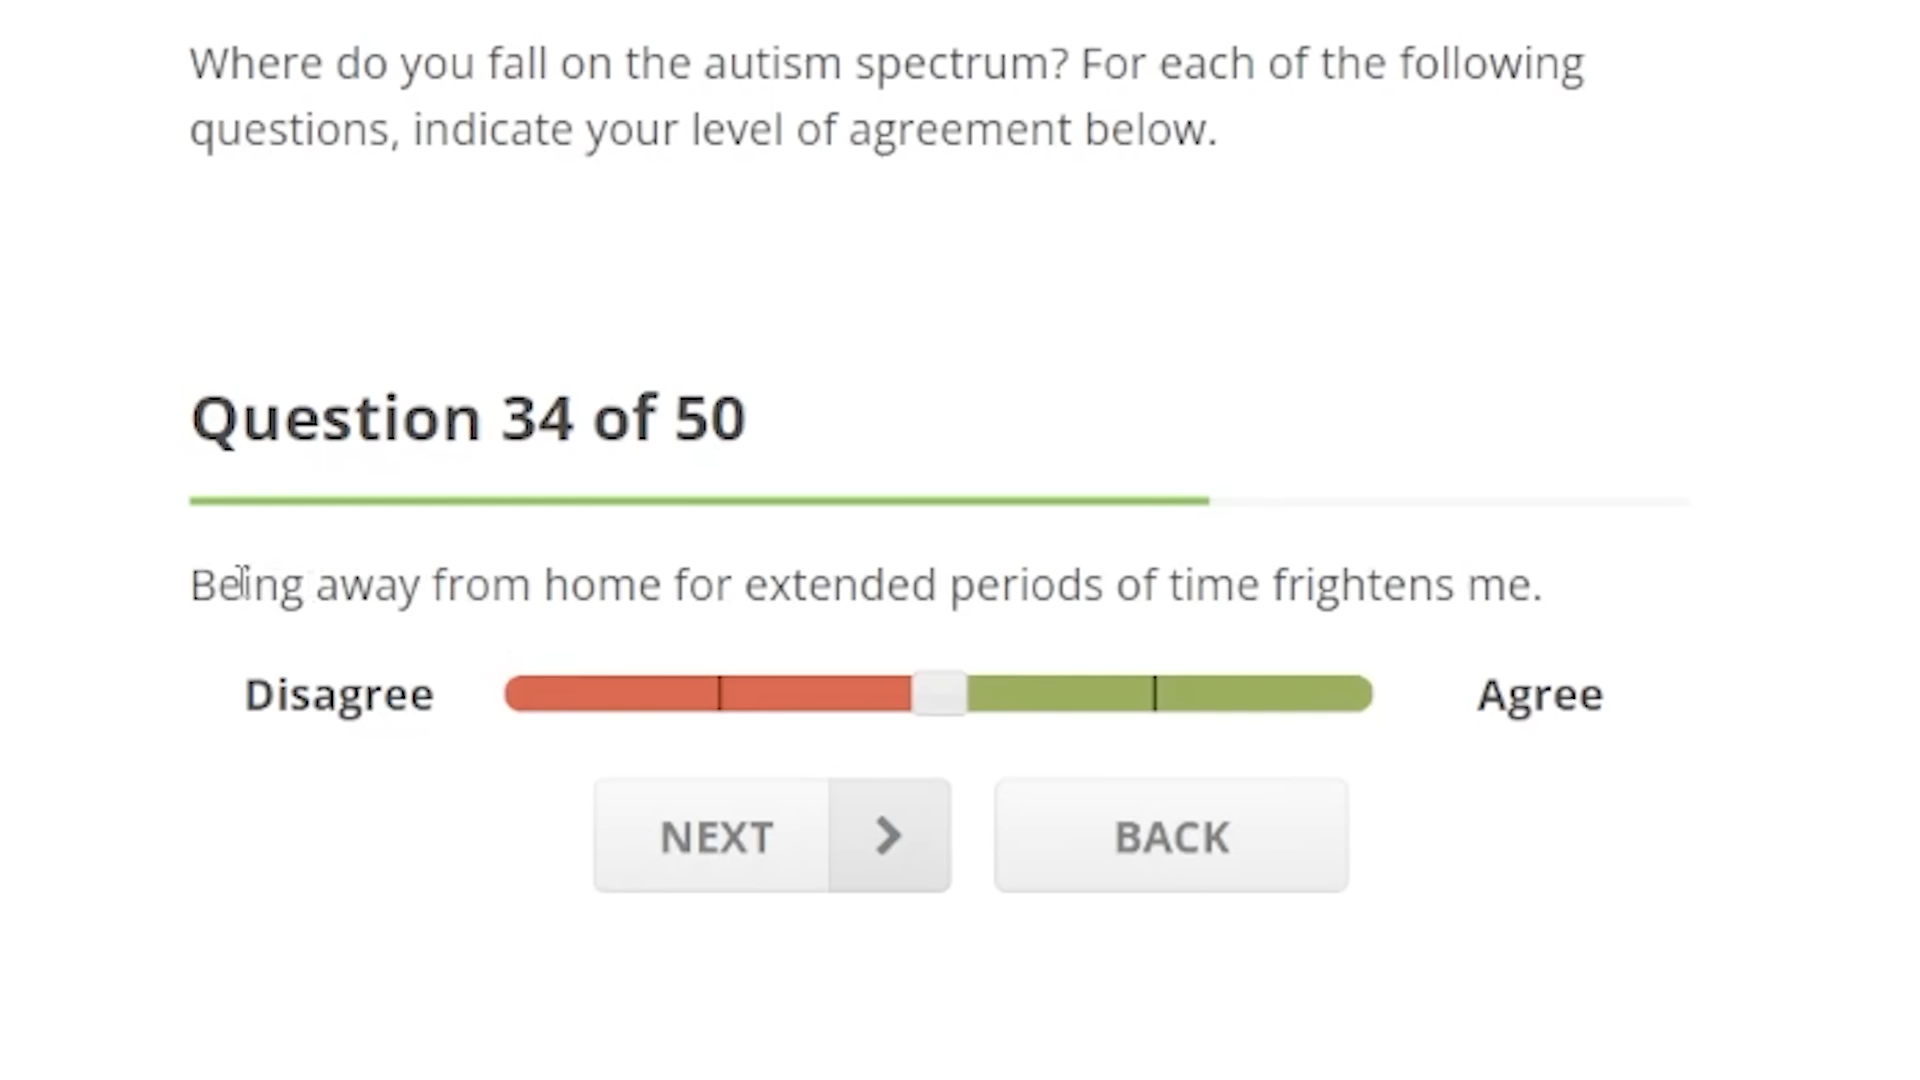 Where do you fall on the autism spectrum? For each of the following
questions, indicate your level of agreement below.
Question 34 of 50
Being away from home for extended periods of time frightens me.
Disagree
Agree
NEXT
BACK